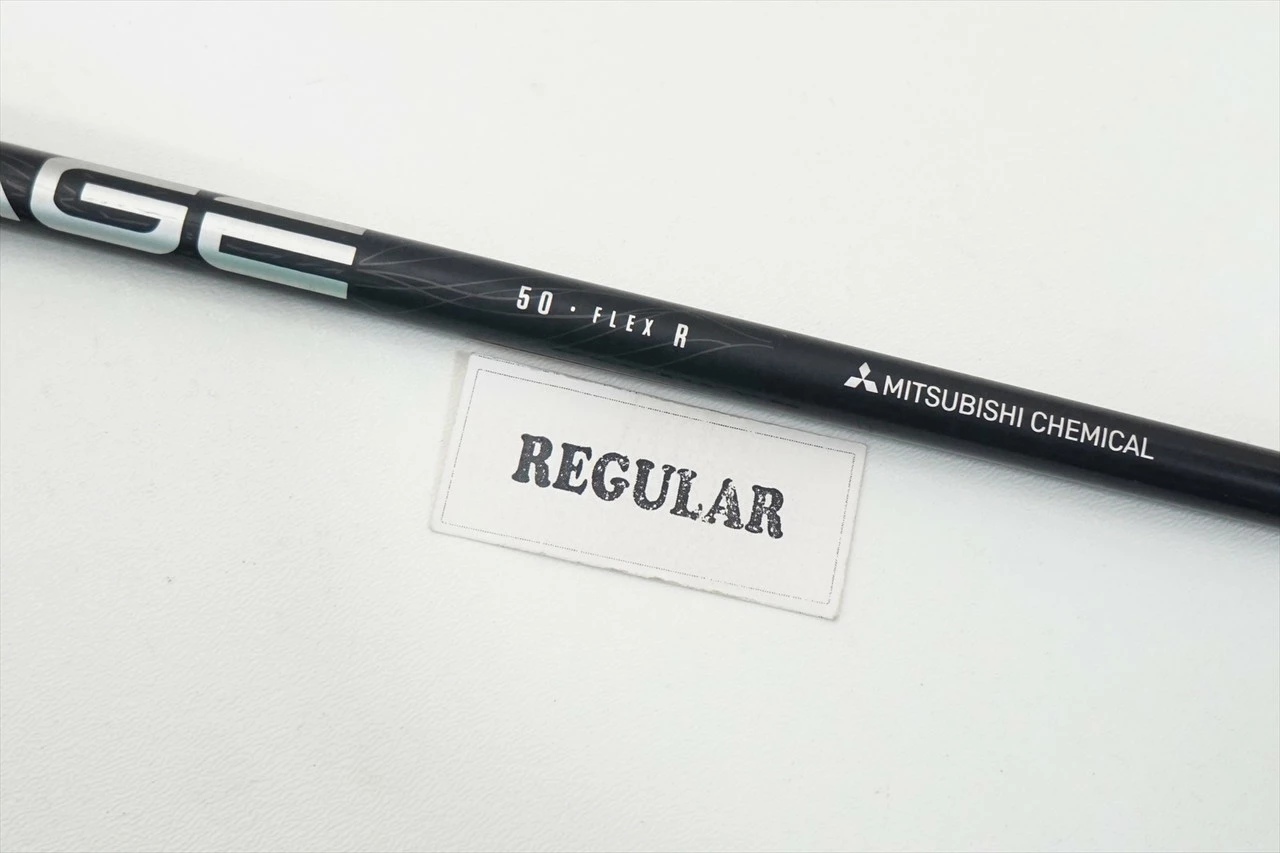 AGE
50 · FLEX R
MITSUBISHI CHEMICAL
REGULAR